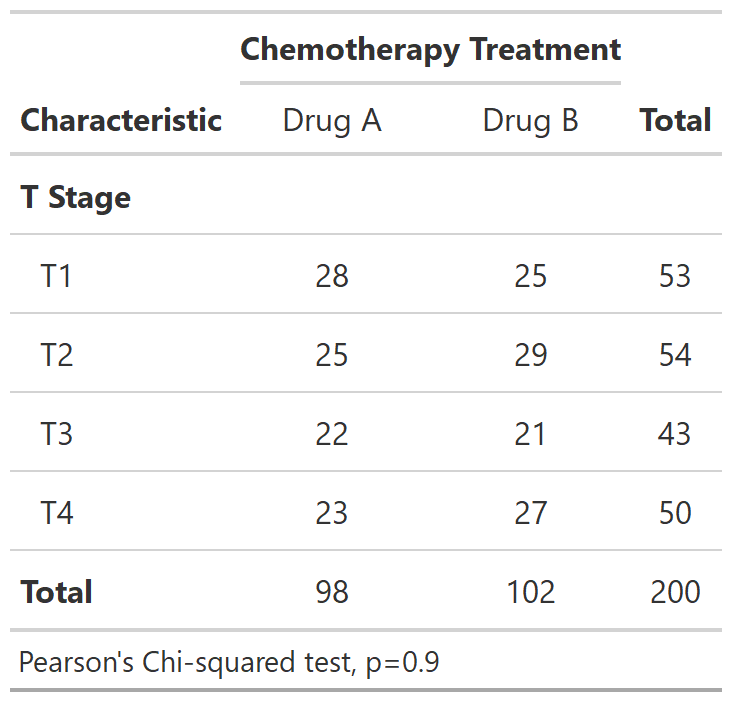 Chemotherapy Treatment
Characteristic Drug A Drug B Total
T Stage
T1 28 25 53
T2 25 29 54
T3 22 21 43
T4 23 27 50
Total 98 102 200
Pearson's Chi-squared test, p=0.9